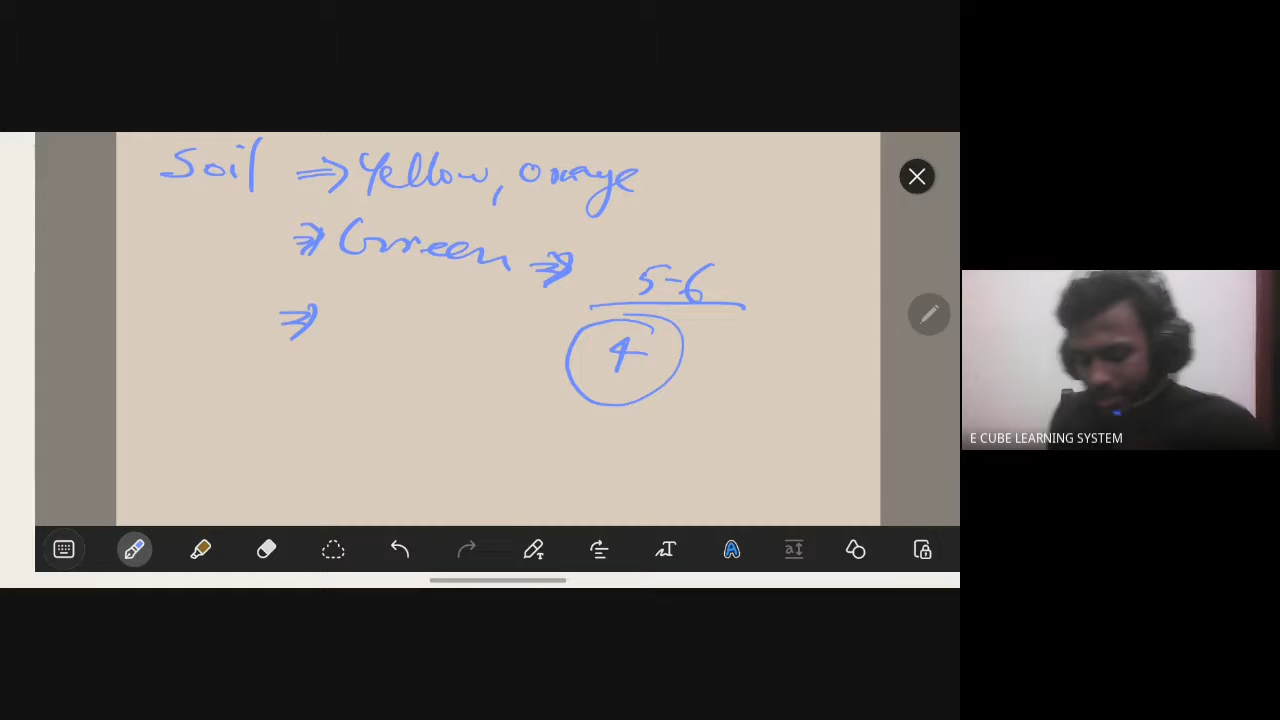 Soil ⇒ Yellow, Orange
⇒ Green ⇒
5-6
⇒
4
E CUBE LEARNING SYSTEM